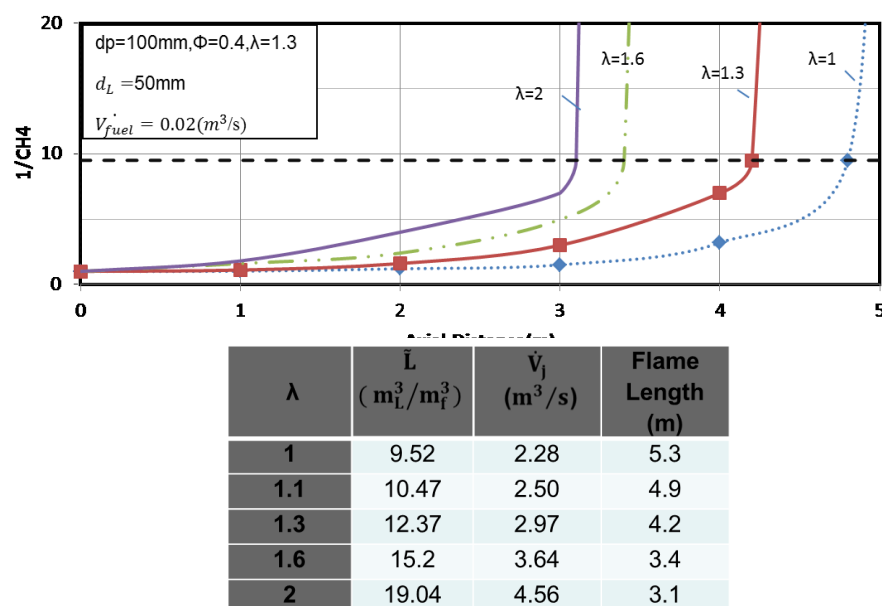 20
dp=100mm,Φ=0.4,λ=1.3
d_L =50mm
V̇_fuel = 0.02(m³/s)
λ=2
λ=1.6
λ=1.3
λ=1
1/CH4
10
0
0 1 2 3 4 5
λ L̃ (m³_L/m³_f) V̇_j (m³/s) Flame Length (m)
1 9.52 2.28 5.3
1.1 10.47 2.50 4.9
1.3 12.37 2.97 4.2
1.6 15.2 3.64 3.4
2 19.04 4.56 3.1